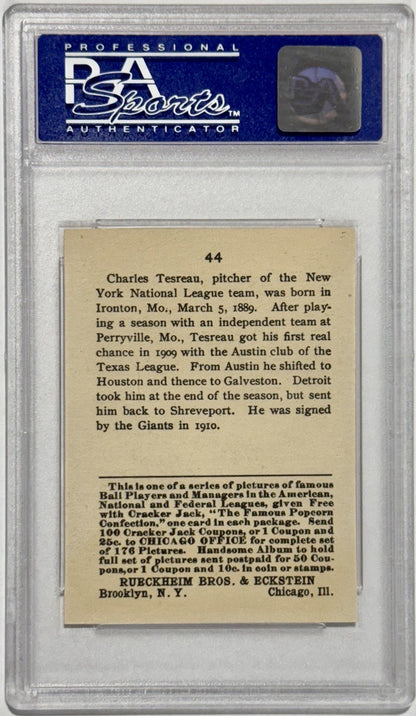 PROFESSIONAL
PSA
Sports™
AUTHENTICATOR
PSA
44
Charles Tesreau, pitcher of the New
York National League team, was born in
Ironton, Mo., March 5, 1889. After play-
ing a season with an independent team at
Perryville, Mo., Tesreau got his first real
chance in 1909 with the Austin club of the
Texas League. From Austin he shifted to
Houston and thence to Galveston. Detroit
took him at the end of the season, but sent
him back to Shreveport. He was signed
by the Giants in 1910.
This is one of a series of pictures of famous
Ball Players and Managers in the American,
National and Federal Leagues, given Free
with Cracker Jack, "The Famous Popcorn
Confection," one card in each package. Send
100 Cracker Jack Coupons, or 1 Coupon and
25c. to CHICAGO OFFICE for complete set
of 176 Pictures. Handsome Album to hold
full set of pictures sent postpaid for 50 Cou-
pons, or 1 Coupon and 10c. in coin or stamps.
RUECKHEIM BROS. & ECKSTEIN
Brooklyn, N. Y. Chicago, Ill.